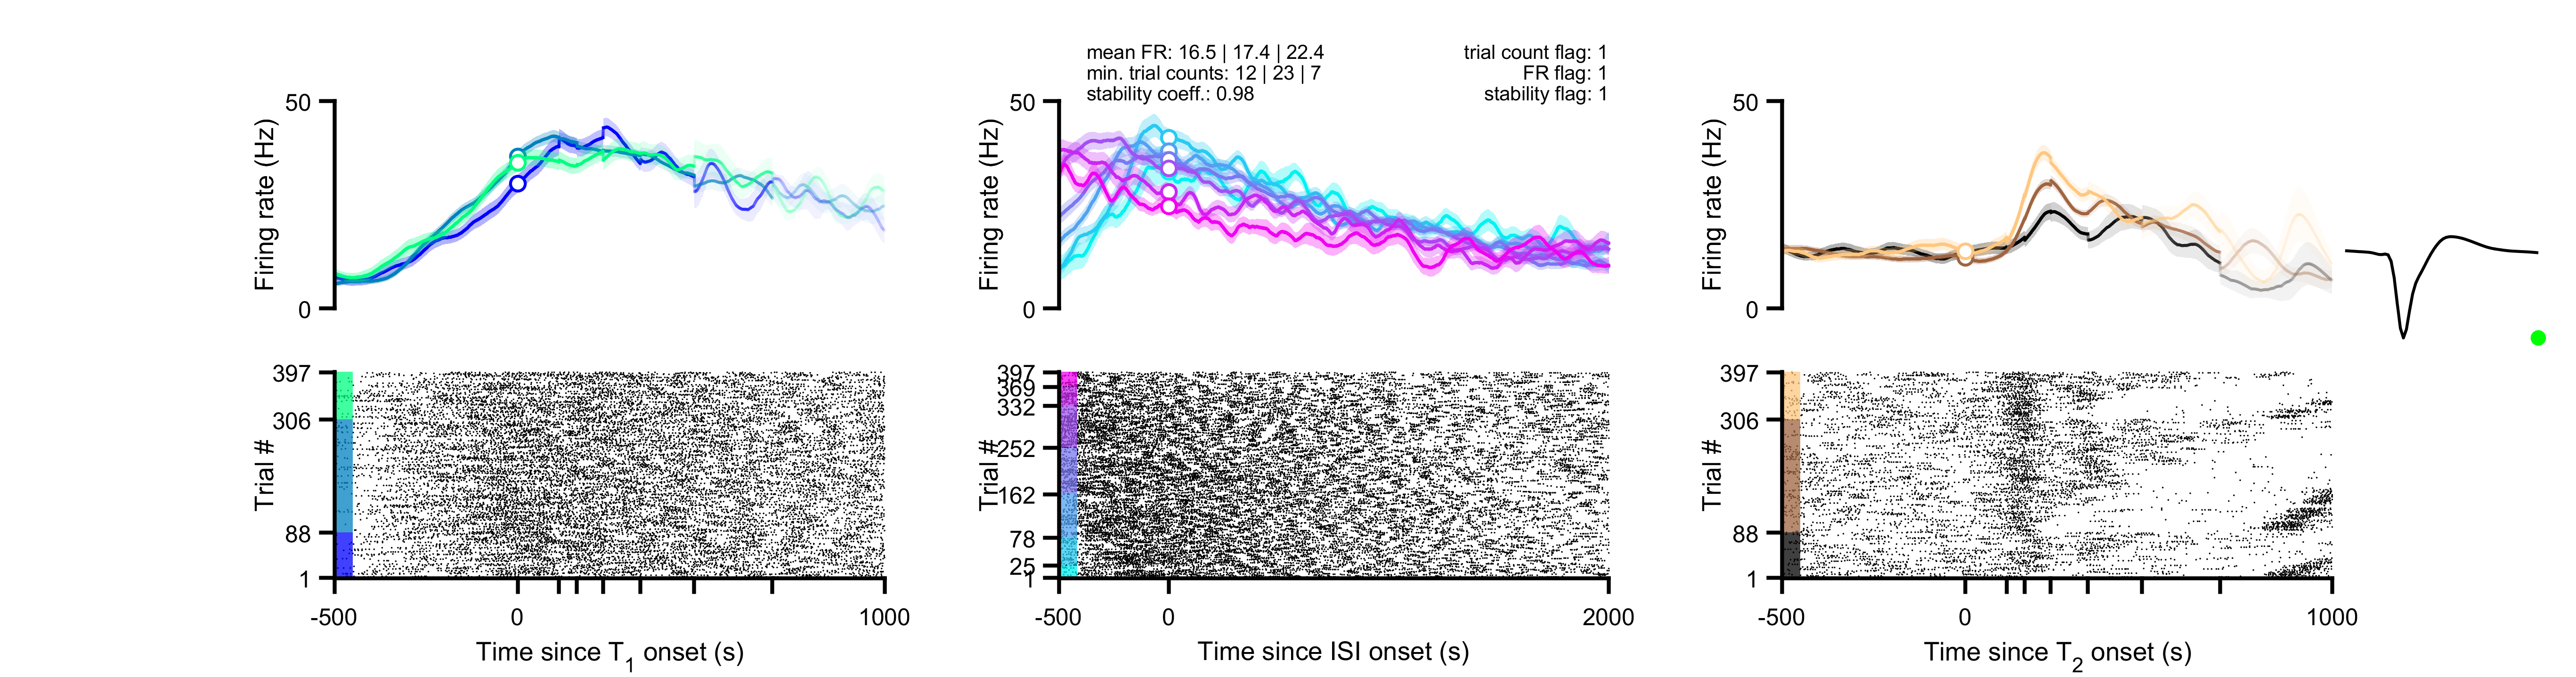 mean FR: 16.5 | 17.4 | 22.4
min. trial counts: 12 | 23 | 7
stability coeff.: 0.98
trial count flag: 1
FR flag: 1
stability flag: 1
50
Firing rate (Hz)
0
50
Firing rate (Hz)
0
50
Firing rate (Hz)
0
397
306
Trial #
88
1
-500
0
1000
Time since T1 onset (s)
397
369
332
252
Trial #
162
78
25
1
-500
0
2000
Time since ISI onset (s)
397
306
Trial #
88
1
-500
0
1000
Time since T2 onset (s)